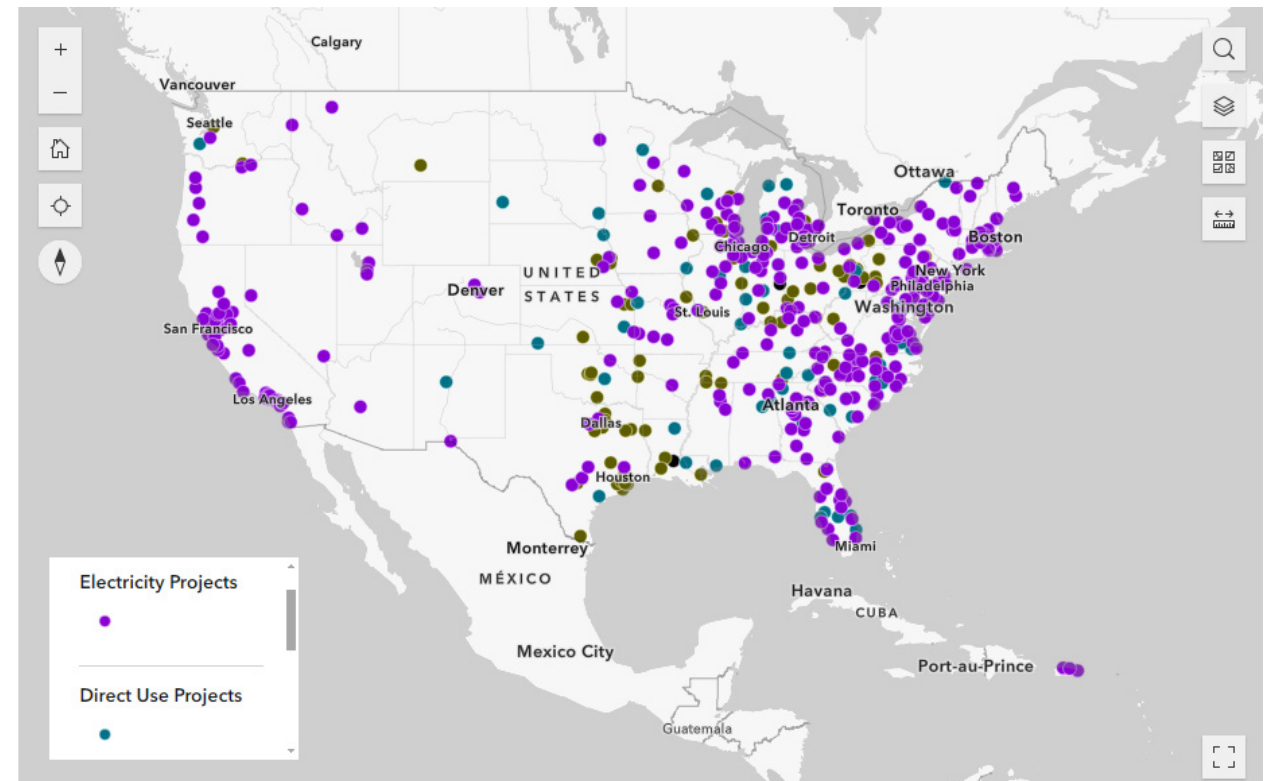 +
Calgary
−
Vancouver
Seattle
Ottawa
Toronto
Boston
Detroit
Chicago
New York
UNITED
STATES
Philadelphia
Denver
Washington
St. Louis
San Francisco
Los Angeles
Atlanta
Dallas
Houston
Monterrey
Miami
MÉXICO
Electricity Projects
Havana
CUBA
Mexico City
Port-au-Prince
Direct Use Projects
Guatemala